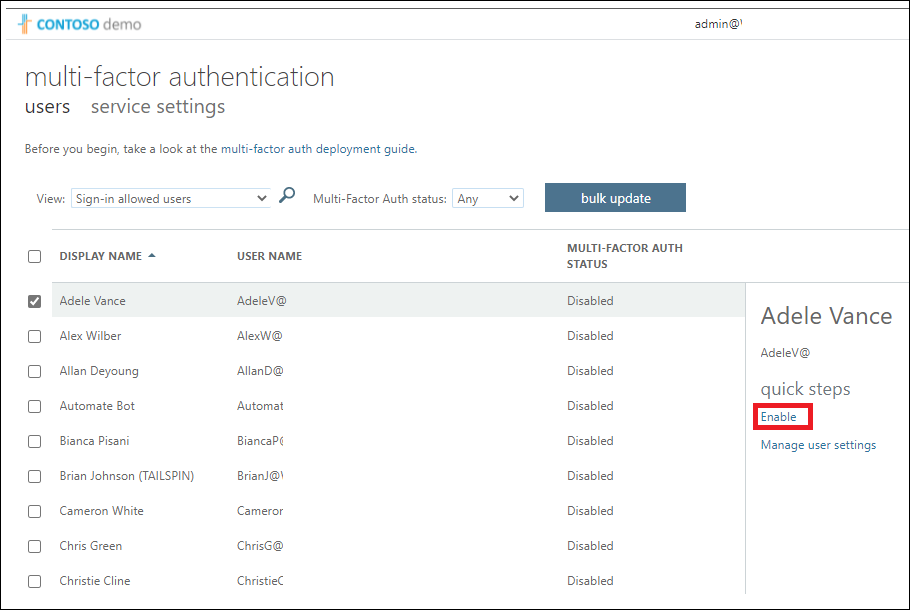 CONTOSO demo admin@
multi-factor authentication
users service settings
Before you begin, take a look at the multi-factor auth deployment guide.
View: Sign-in allowed users Multi-Factor Auth status: Any bulk update
DISPLAY NAME USER NAME MULTI-FACTOR AUTH
STATUS
Adele Vance AdeleV@ Disabled
Alex Wilber AlexW@ Disabled
Allan Deyoung AllanD@ Disabled
Automate Bot Automat Disabled
Bianca Pisani BiancaP@ Disabled
Brian Johnson (TAILSPIN) BrianJ@ Disabled
Cameron White Cameron Disabled
Chris Green ChrisG@ Disabled
Christie Cline ChristieC Disabled
Adele Vance
AdeleV@
quick steps
Enable
Manage user settings